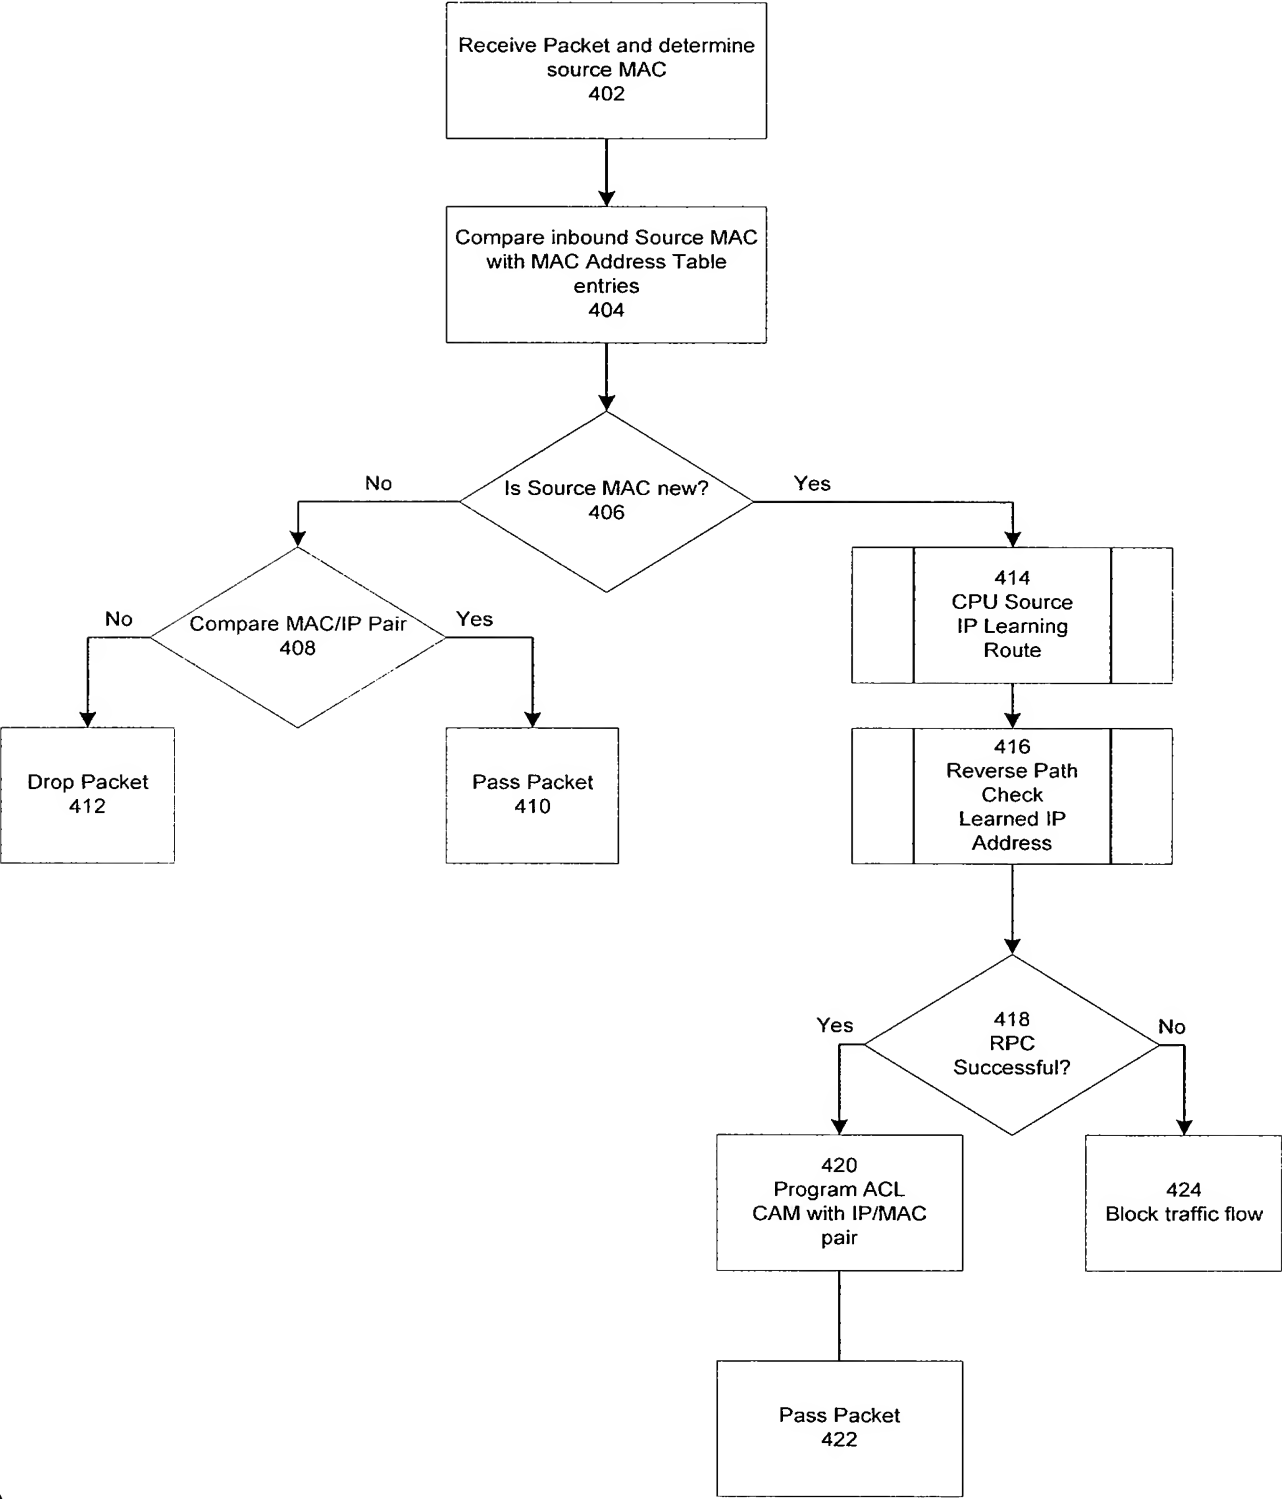 Receive Packet and determine
source MAC
402
Compare inbound Source MAC
with MAC Address Table
entries
404
Is Source MAC new?
406
No
Yes
Compare MAC/IP Pair
408
No
Yes
Drop Packet
412
Pass Packet
410
414
CPU Source
IP Learning
Route
416
Reverse Path
Check
Learned IP
Address
418
RPC
Successful?
Yes
No
420
Program ACL
CAM with IP/MAC
pair
424
Block traffic flow
Pass Packet
422